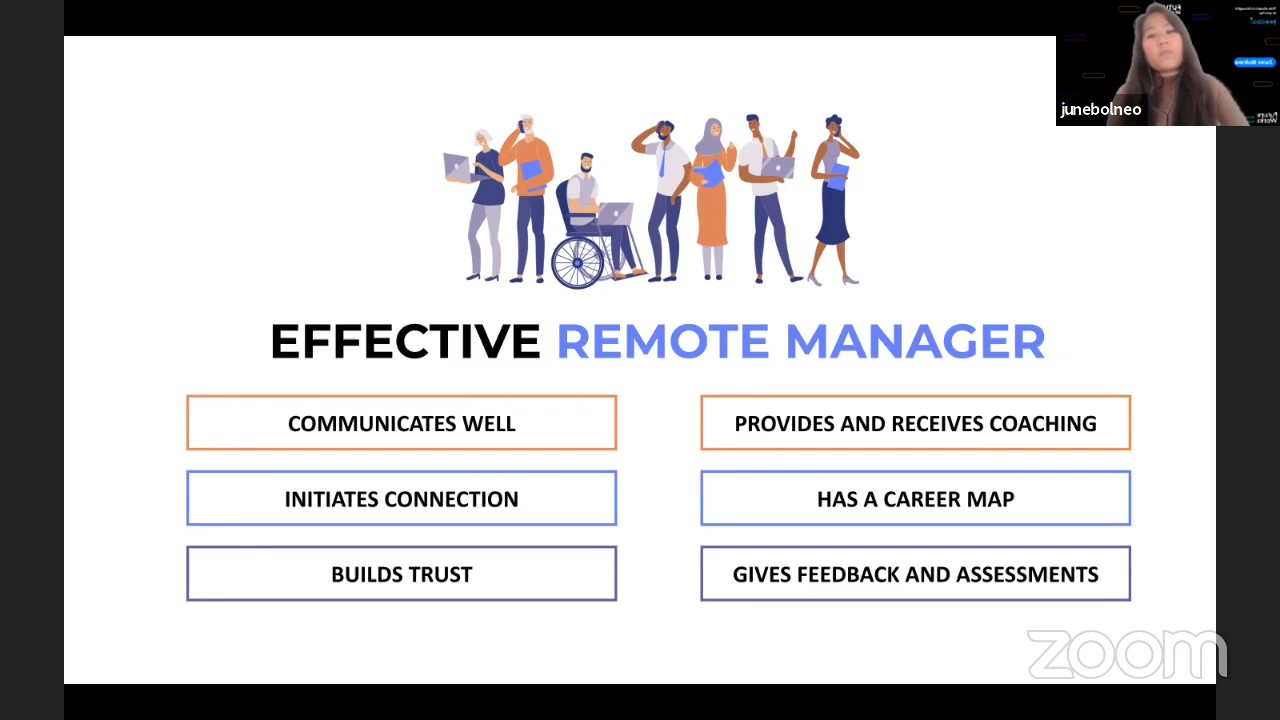 junebolneo
EFFECTIVE REMOTE MANAGER
COMMUNICATES WELL
PROVIDES AND RECEIVES COACHING
INITIATES CONNECTION
HAS A CAREER MAP
BUILDS TRUST
GIVES FEEDBACK AND ASSESSMENTS
zoom